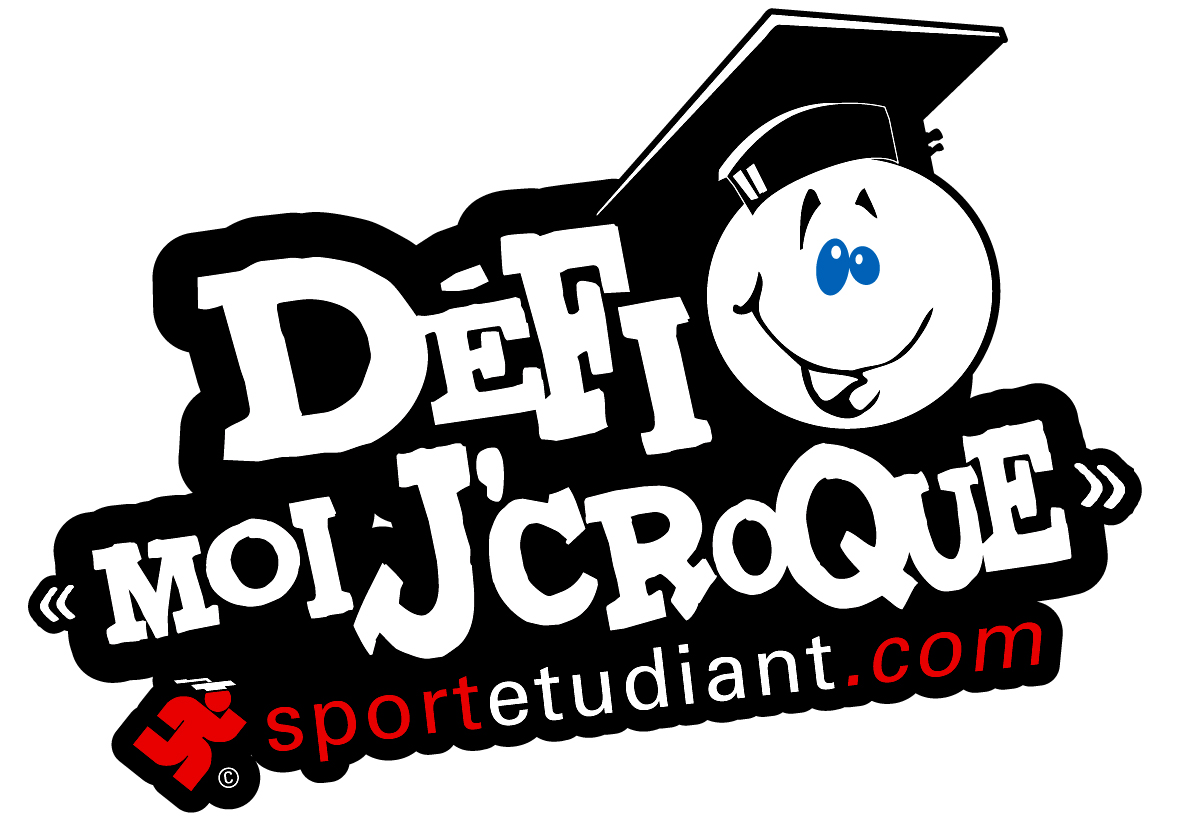 DÉFI
« MOI J'CROQUE »
sportetudiant.com
©